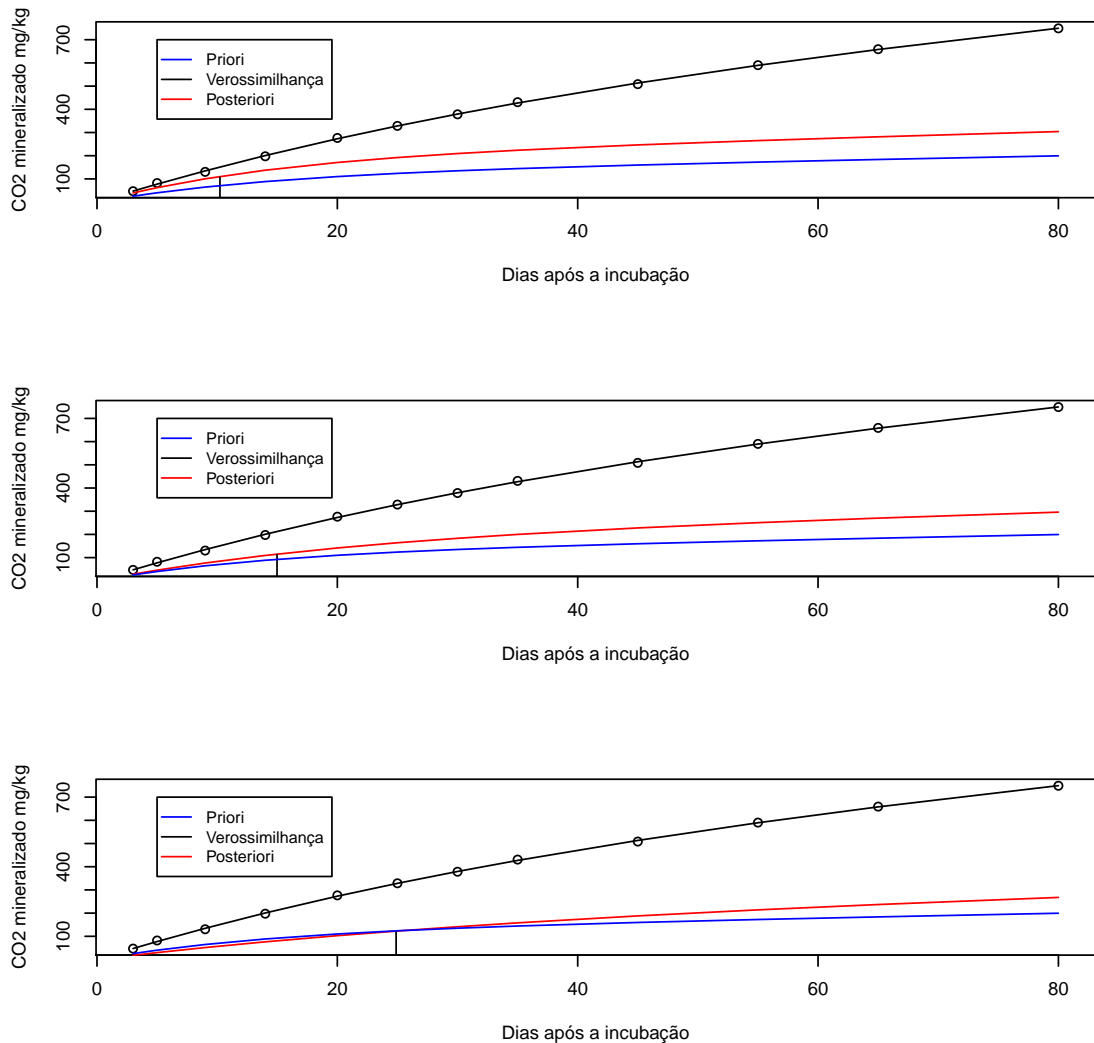 CO2 mineralizado mg/kg
700
400
100
Priori
Verossimilhança
Posteriori
0 20 40 60 80
Dias após a incubação
CO2 mineralizado mg/kg
700
400
100
Priori
Verossimilhança
Posteriori
0 20 40 60 80
Dias após a incubação
CO2 mineralizado mg/kg
700
400
100
Priori
Verossimilhança
Posteriori
0 20 40 60 80
Dias após a incubação